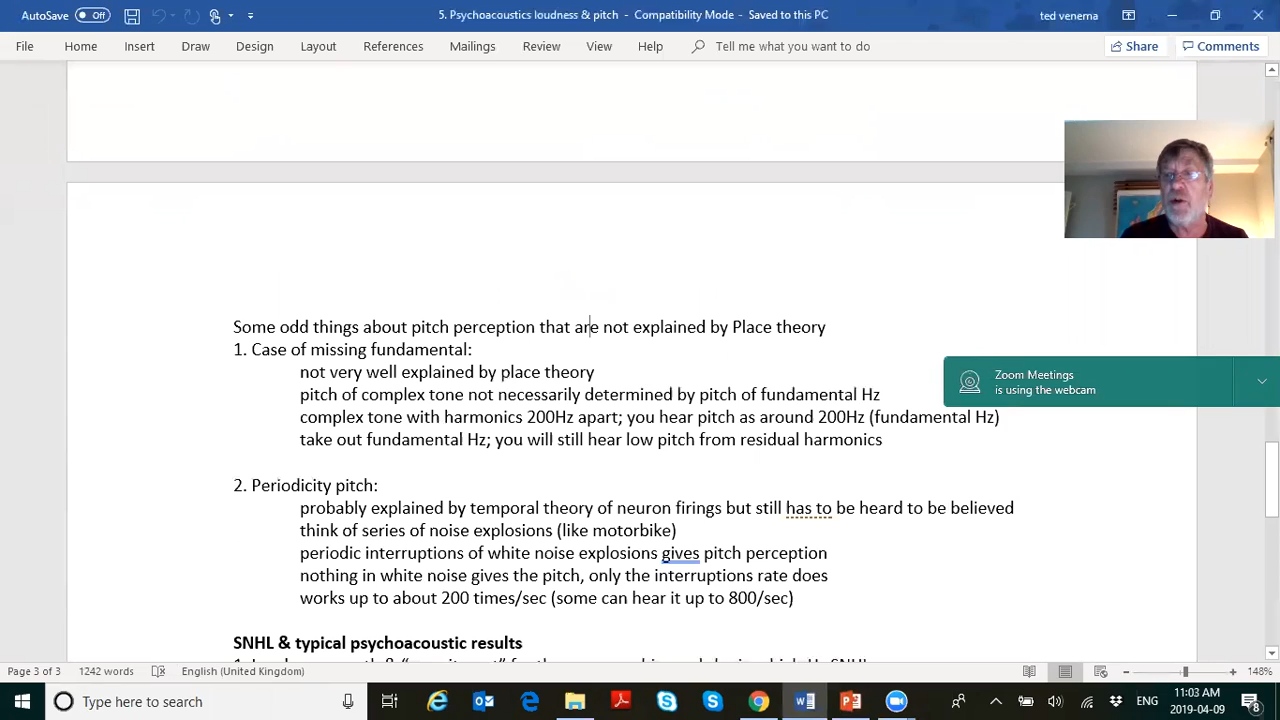 AutoSave Off 5. Psychoacoustics loudness & pitch - Compatibility Mode - Saved to this PC ted venema
File Home Insert Draw Design Layout References Mailings Review View Help Tell me what you want to do Share Comments
Zoom Meetings
is using the webcam
Some odd things about pitch perception that are not explained by Place theory
1. Case of missing fundamental:
not very well explained by place theory
pitch of complex tone not necessarily determined by pitch of fundamental Hz
complex tone with harmonics 200Hz apart; you hear pitch as around 200Hz (fundamental Hz)
take out fundamental Hz; you will still hear low pitch from residual harmonics
2. Periodicity pitch:
probably explained by temporal theory of neuron firings but still has to be heard to be believed
think of series of noise explosions (like motorbike)
periodic interruptions of white noise explosions gives pitch perception
nothing in white noise gives the pitch, only the interruptions rate does
works up to about 200 times/sec (some can hear it up to 800/sec)
SNHL & typical psychoacoustic results
Page 3 of 3 1242 words English (United Kingdom) 148%
Type here to search ENG 11:03 AM
2019-04-09 8